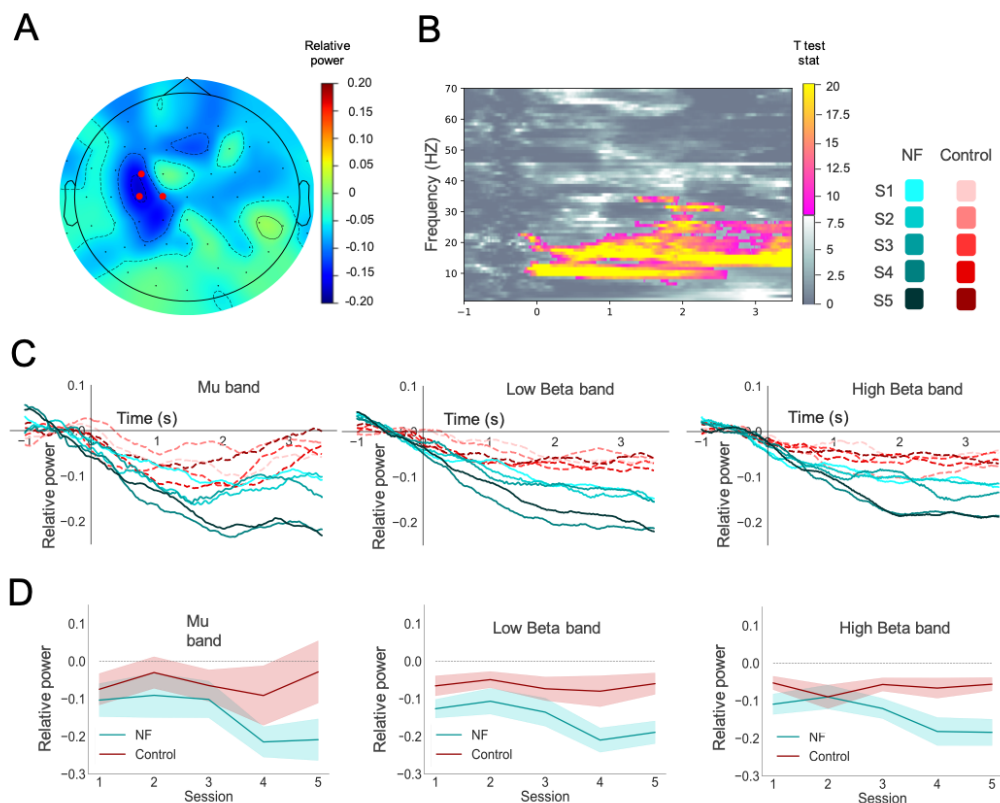 A
Relative
power
0.20
0.15
0.10
0.05
0
-0.05
-0.10
-0.15
-0.20
B
T test
stat
Frequency (HZ)
70
60
50
40
30
20
10
−1
0
1
2
3
20
17.5
15
12.5
10
7.5
5
2.5
0
NF Control
S1
S2
S3
S4
S5
C
Mu band
Time (s)
Relative power
0.1
0
−0.1
−0.2
−1
0
1
2
3
Low Beta band
Time (s)
Relative power
0.1
0
−0.1
−0.2
−1
0
1
2
3
High Beta band
Time (s)
Relative power
0.1
0
−0.1
−0.2
−1
0
1
2
3
D
Mu
band
Relative power
0.1
0.0
−0.1
−0.2
−0.3
NF
Control
1 2 3 4 5
Session
Low Beta band
Relative power
0.1
0.0
−0.1
−0.2
−0.3
NF
Control
1 2 3 4 5
Session
High Beta band
Relative power
0.1
0.0
−0.1
−0.2
−0.3
NF
Control
1 2 3 4 5
Session